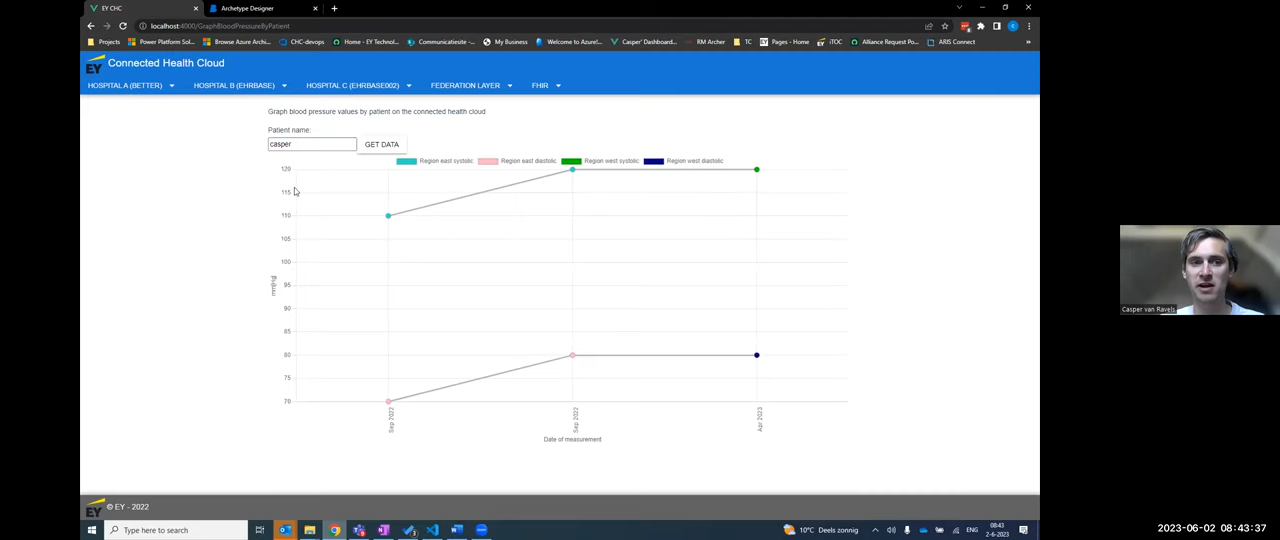 EY CHC
Archetype Designer
localhost:4000/GraphBloodPressureByPatient
Projects
Power Platform Sol...
Browse Azure Archi...
CHC-devops
Home - EY Technol...
Communicatiesite - ...
My Business
Welcome to Azure!...
Casper' Dashboard...
RM Archer
TC
Pages - Home
iTOC
Alliance Request Po...
ARIS Connect
EY
Connected Health Cloud
HOSPITAL A (BETTER)
HOSPITAL B (EHRBASE)
HOSPITAL C (EHRBASE002)
FEDERATION LAYER
FHIR
Graph blood pressure values by patient on the connected health cloud
Patient name:
casper
GET DATA
Region east systolic
Region east diastolic
Region west systolic
Region west diastolic
120
115
110
105
100
95
90
85
80
75
70
mm[Hg]
Sep 2022
Sep 2022
Apr 2023
Date of measurement
Casper van Ravels
EY
© EY - 2022
Type here to search
10°C Deels zonnig
ENG
08:43
2-6-2023
2023-06-02 08:43:37